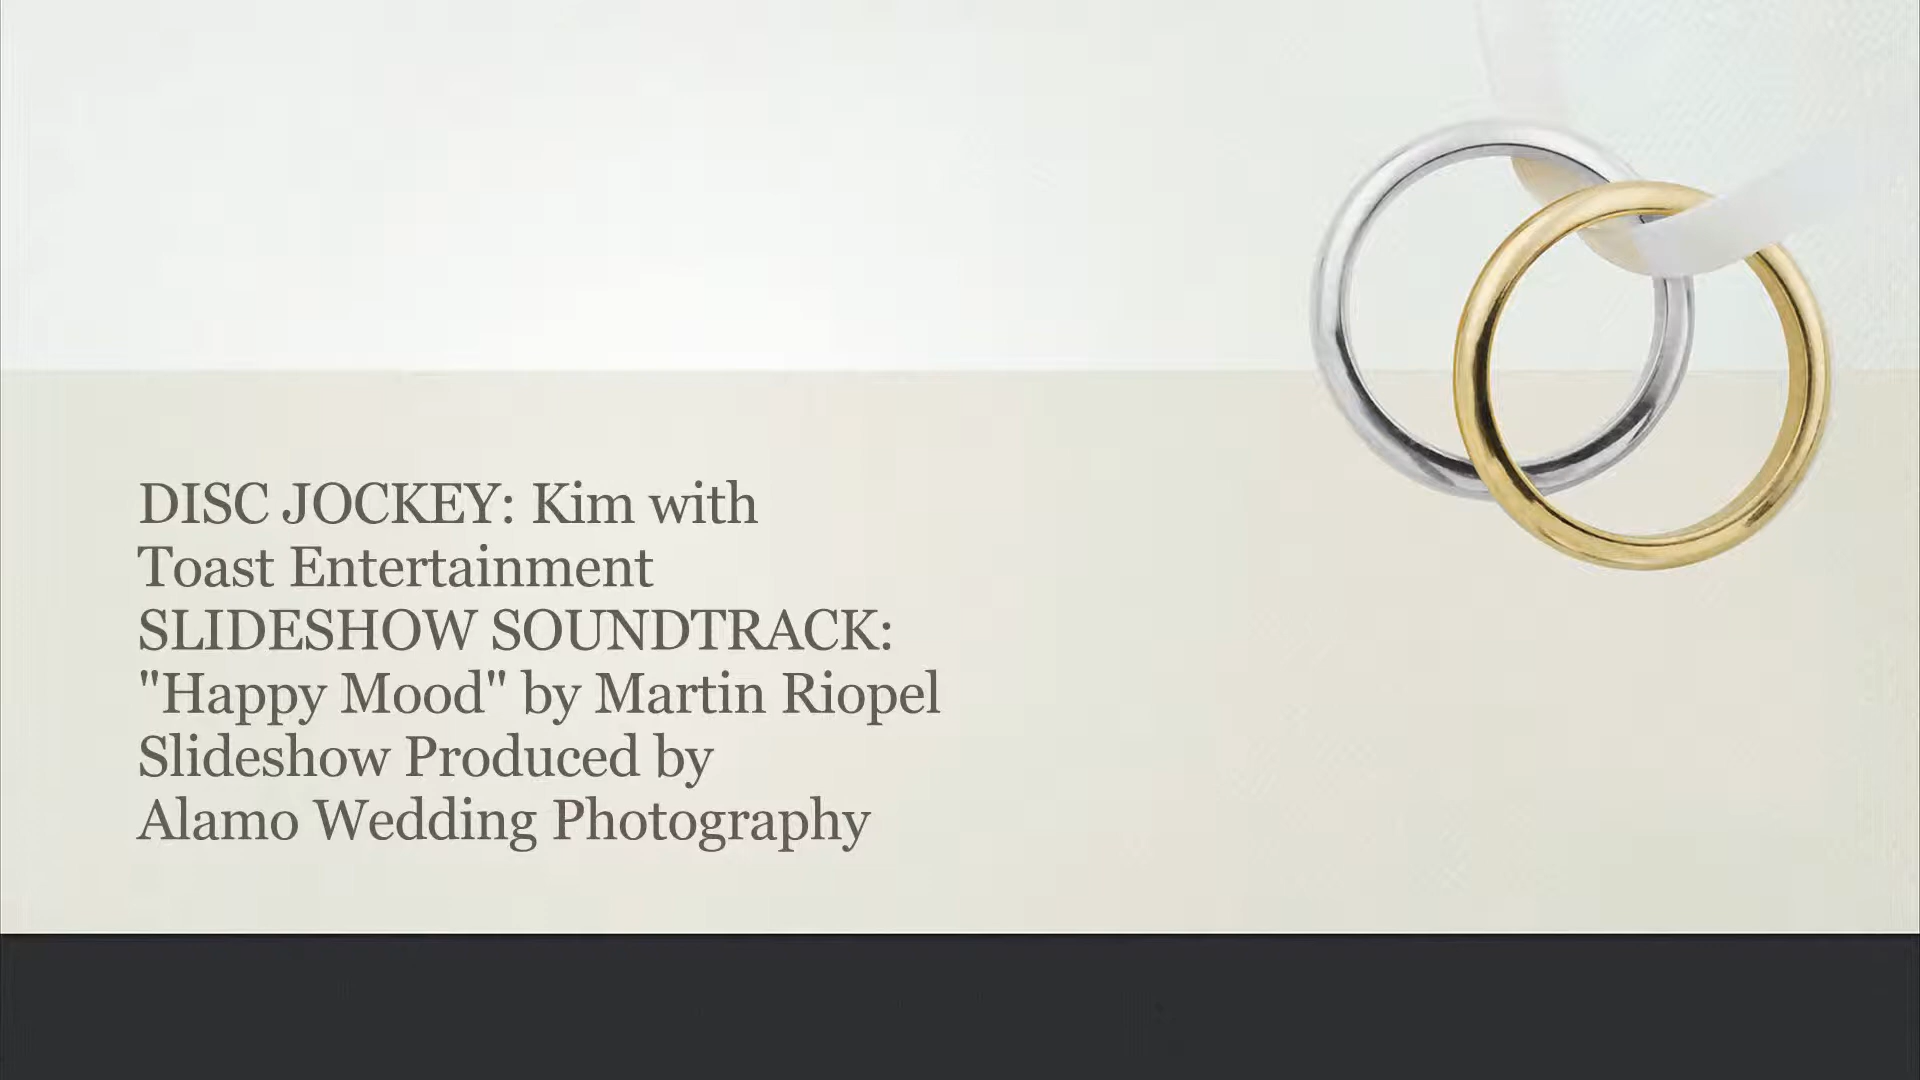 DISC JOCKEY: Kim with
Toast Entertainment
SLIDESHOW SOUNDTRACK:
"Happy Mood" by Martin Riopel
Slideshow Produced by
Alamo Wedding Photography